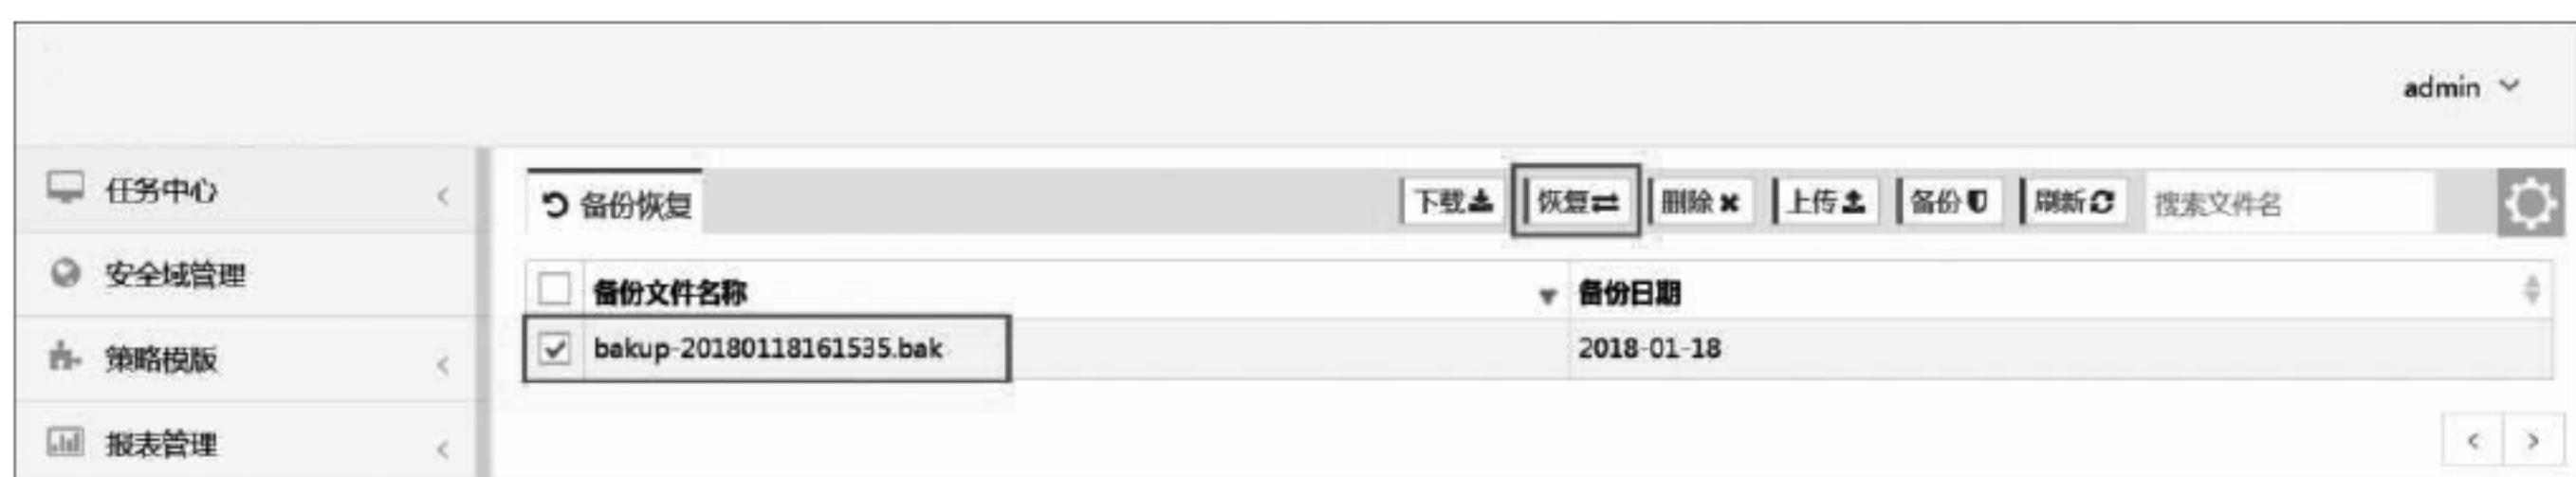 admin
任务中心
备份恢复 下载 恢复 删除 上传 备份 刷新 搜索文件名
安全域管理
备份文件名称 备份日期
bakup-20180118161535.bak 2018-01-18
策略模版
报表管理